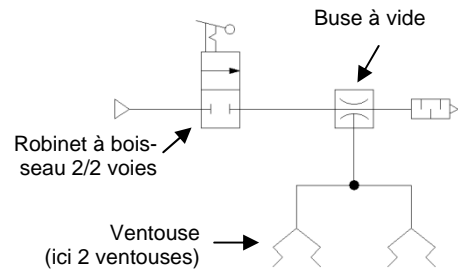 Buse à vide
Robinet à bois-
seau 2/2 voies
Ventouse
(ici 2 ventouses)